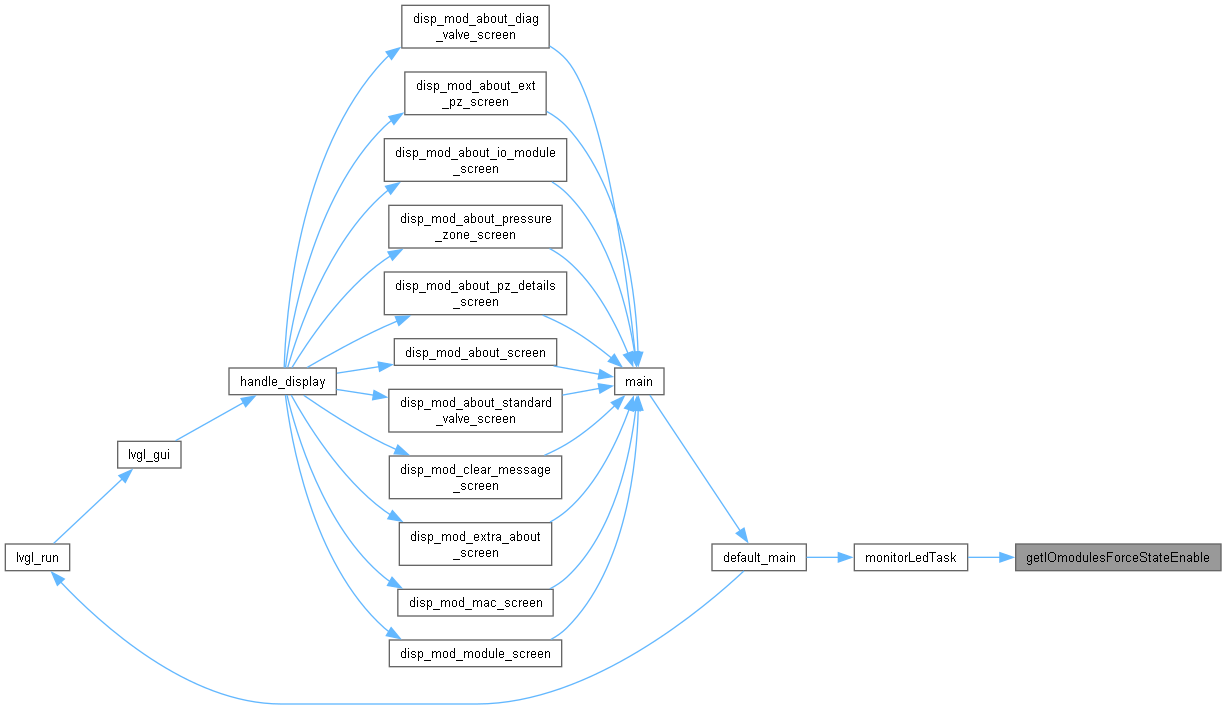 disp_mod_about_diag
_valve_screen
disp_mod_about_ext
_pz_screen
disp_mod_about_io_module
_screen
disp_mod_about_pressure
_zone_screen
disp_mod_about_pz_details
_screen
disp_mod_about_screen
handle_display
main
disp_mod_about_standard
_valve_screen
lvgl_gui
disp_mod_clear_message
_screen
disp_mod_extra_about
_screen
lvgl_run
default_main
monitorLedTask
getIOmodulesForceStateEnable
disp_mod_mac_screen
disp_mod_module_screen